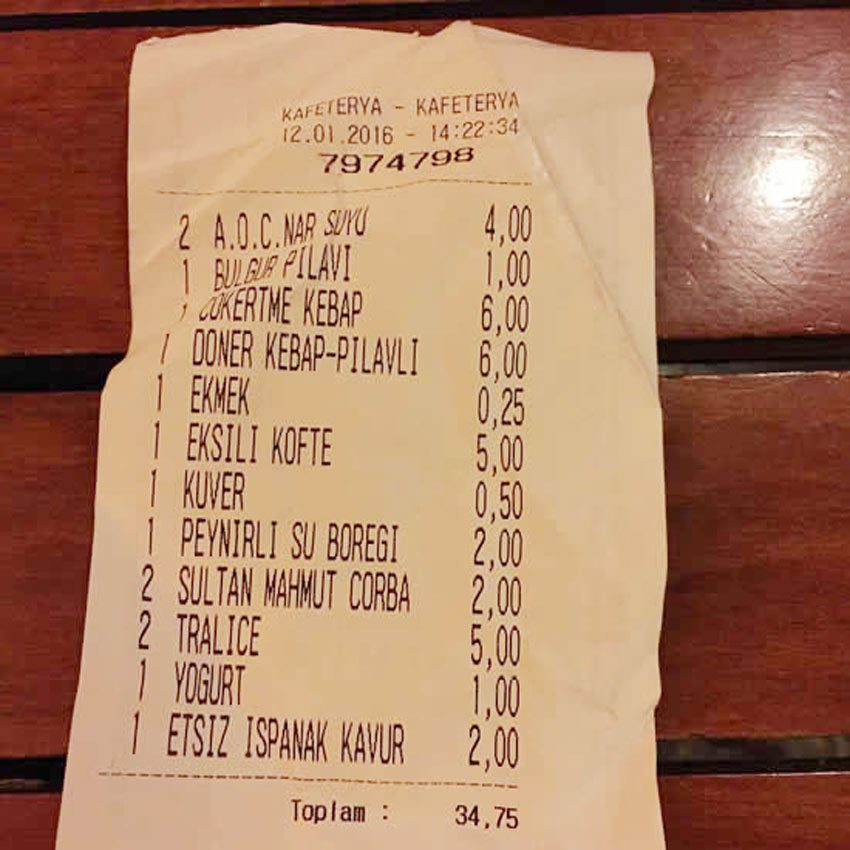 KAFETERYA - KAFETERYA
12.01.2016 - 14:22:34
7974798
2 A.O.C.NAR SUYU 4,00
1 BULGUR PILAVI 1,00
1 COKERTME KEBAP 6,00
1 DONER KEBAP-PILAVLI 6,00
1 EKMEK 0,25
1 EKSILI KOFTE 5,00
1 KUVER 0,50
1 PEYNIRLI SU BOREGI 2,00
2 SULTAN MAHMUT CORBA 2,00
2 TRALICE 5,00
1 YOGURT 1,00
1 ETSIZ ISPANAK KAVUR 2,00
Toplam : 34,75